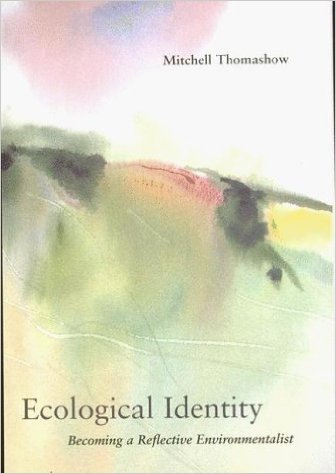 Mitchell Thomashow
Ecological Identity
Becoming a Reflective Environmentalist